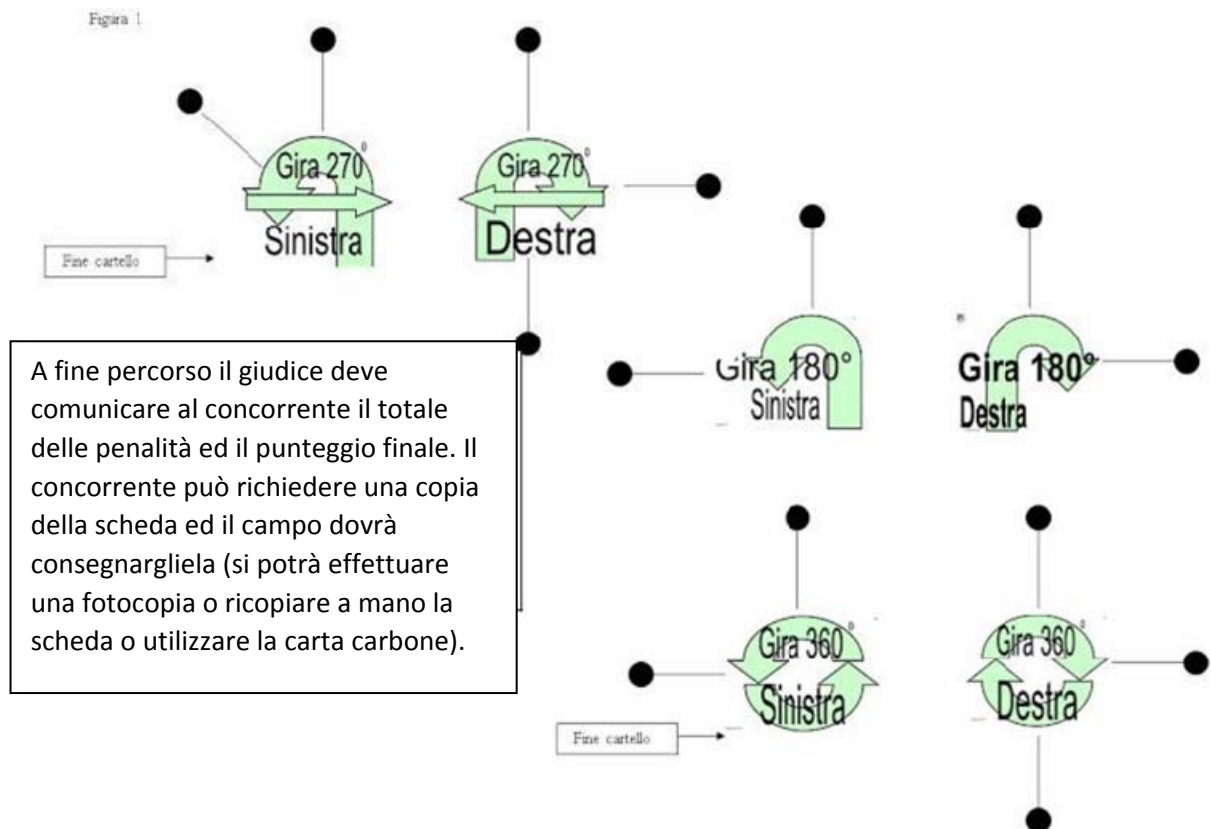 Figura 1
Gira 270°
Sinistra
Gira 270°
Destra
Fine cartello
Gira 180°
Sinistra
Gira 180°
Destra
A fine percorso il giudice deve
comunicare al concorrente il totale
delle penalità ed il punteggio finale. Il
concorrente può richiedere una copia
della scheda ed il campo dovrà
consegnargliela (si potrà effettuare
una fotocopia o ricopiare a mano la
scheda o utilizzare la carta carbone).
Gira 360°
Sinistra
Gira 360°
Destra
Fine cartello